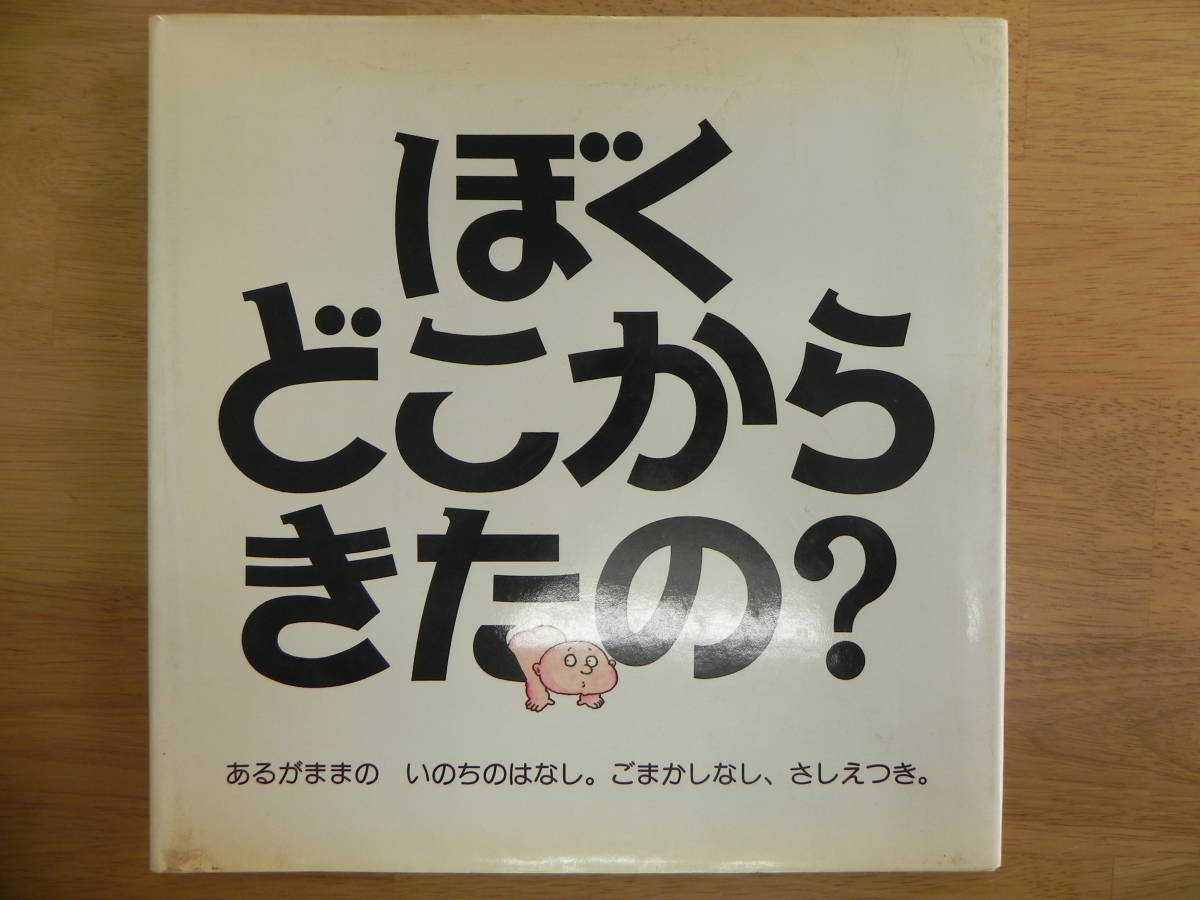 ぼく
どこから
きたの?
あるがままの　いのちのはなし。ごまかしなし、さしえつき。